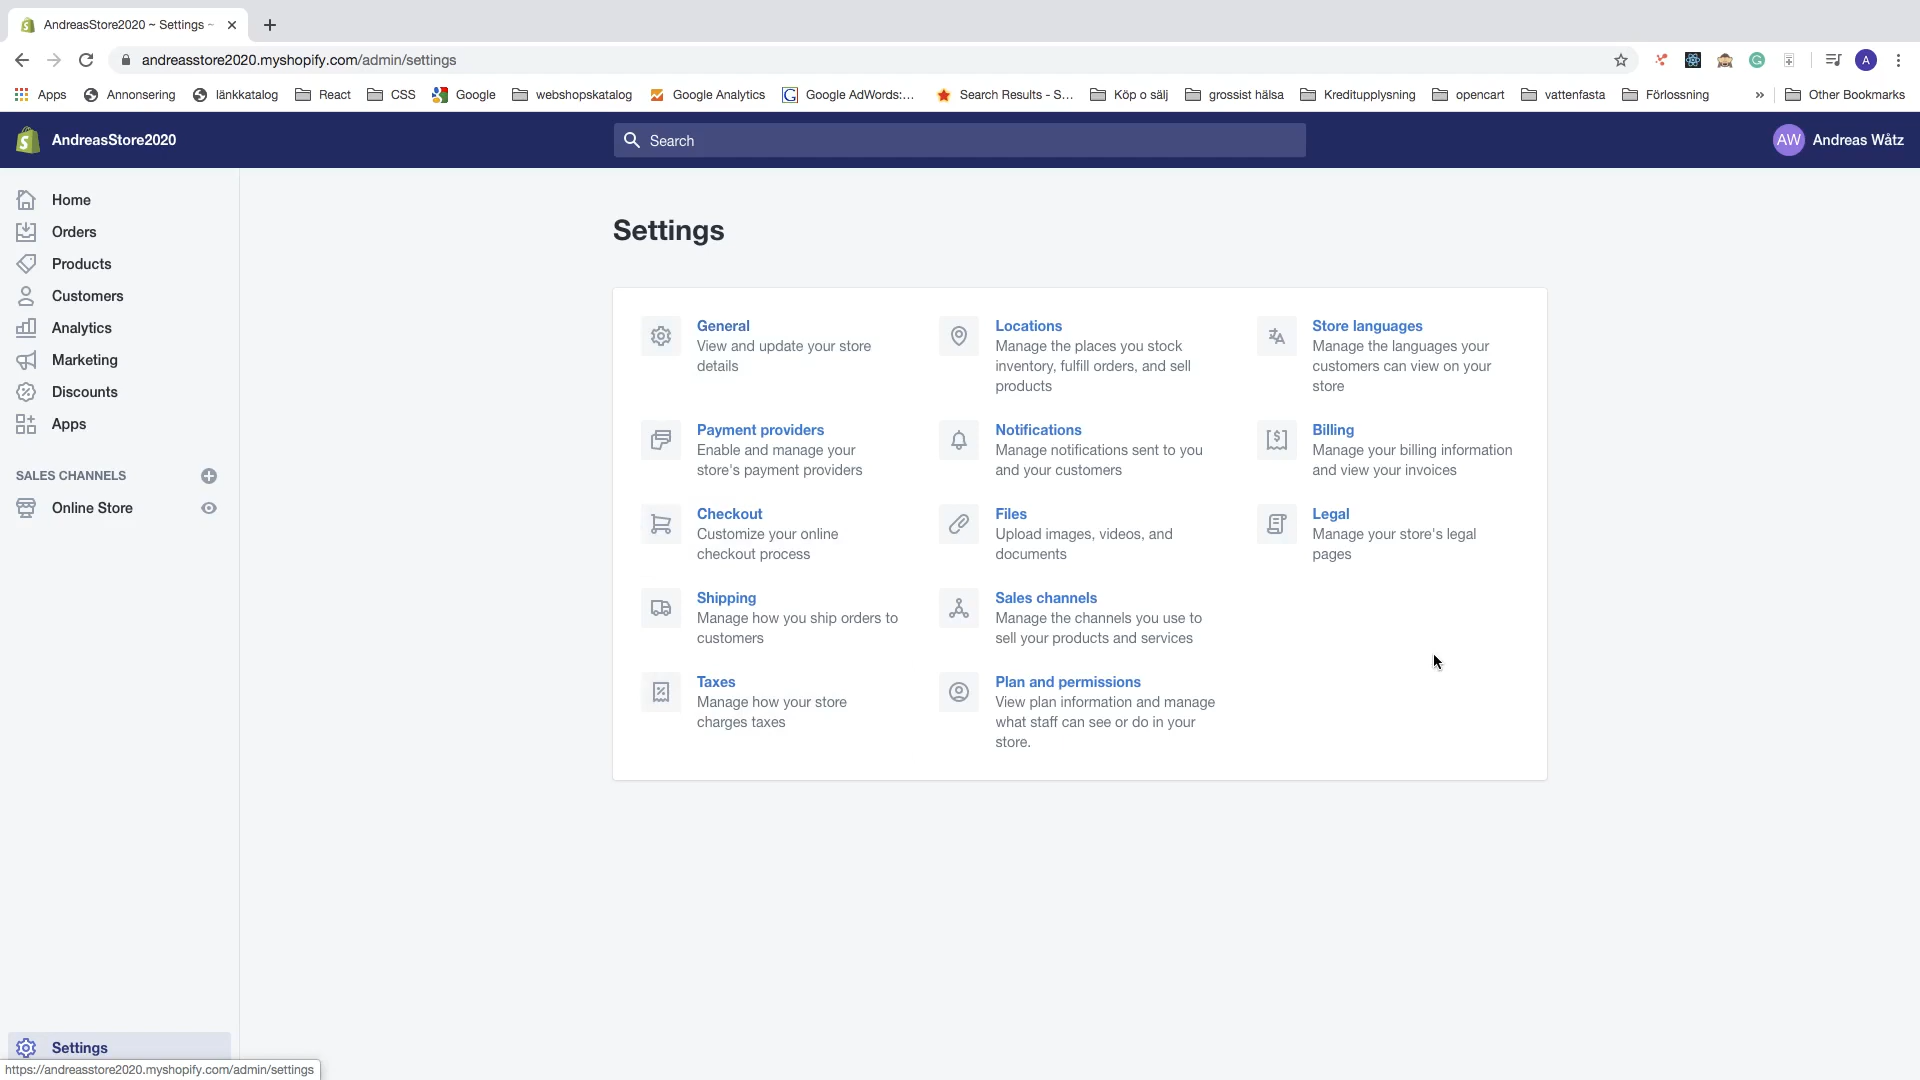 AndreasStore2020 ~ Settings ~
andreasstore2020.myshopify.com/admin/settings
A
Apps Annonsering länkkatalog React CSS Google webshopskatalog Google Analytics Google AdWords:... Search Results - S... Köp o sälj grossist hälsa Kreditupplysning opencart vattenfasta Förlossning » Other Bookmarks
AndreasStore2020
Search
AW Andreas Wåtz
Home
Orders
Products
Customers
Analytics
Marketing
Discounts
Apps
SALES CHANNELS
Online Store
Settings
https://andreasstore2020.myshopify.com/admin/settings
Settings
General
View and update your store
details
Payment providers
Enable and manage your
store's payment providers
Checkout
Customize your online
checkout process
Shipping
Manage how you ship orders to
customers
Taxes
Manage how your store
charges taxes
Locations
Manage the places you stock
inventory, fulfill orders, and sell
products
Notifications
Manage notifications sent to you
and your customers
Files
Upload images, videos, and
documents
Sales channels
Manage the channels you use to
sell your products and services
Plan and permissions
View plan information and manage
what staff can see or do in your
store.
Store languages
Manage the languages your
customers can view on your
store
Billing
Manage your billing information
and view your invoices
Legal
Manage your store's legal
pages